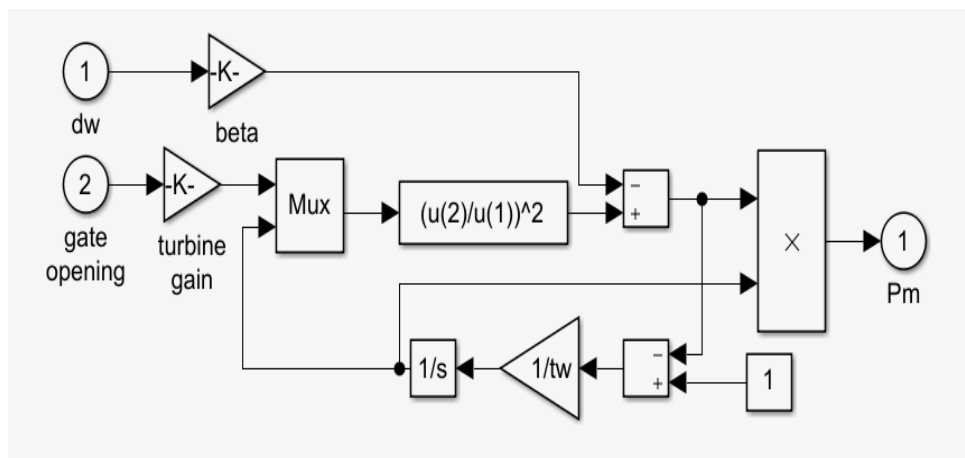 1
-K-
dw
beta
2
-K-
Mux
(u(2)/u(1))^2
−
+
×
1
gate
opening
turbine
gain
Pm
1/s
1/tw
−
+
1